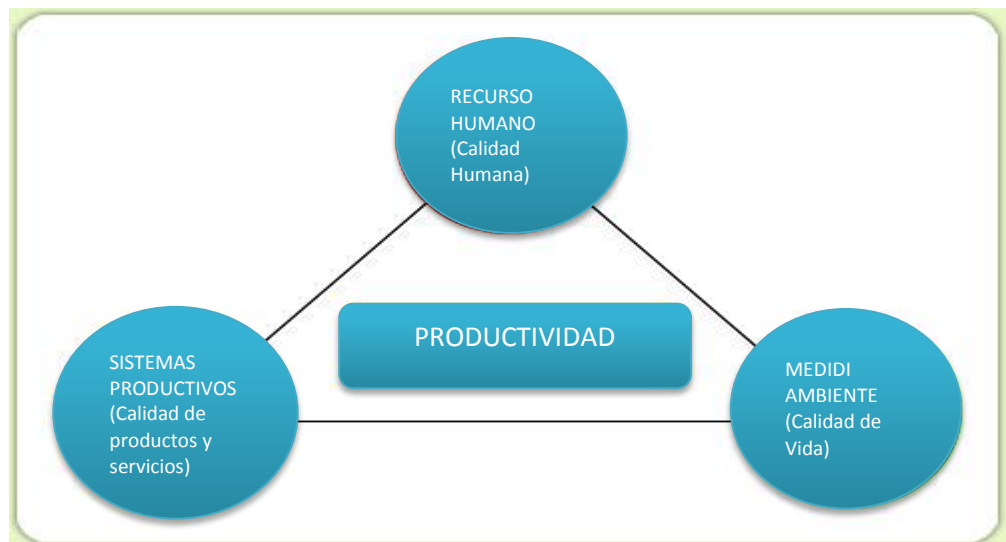 RECURSO
HUMANO
(Calidad
Humana)
PRODUCTIVIDAD
SISTEMAS
PRODUCTIVOS
(Calidad de
productos y
servicios)
MEDIDI
AMBIENTE
(Calidad de
Vida)